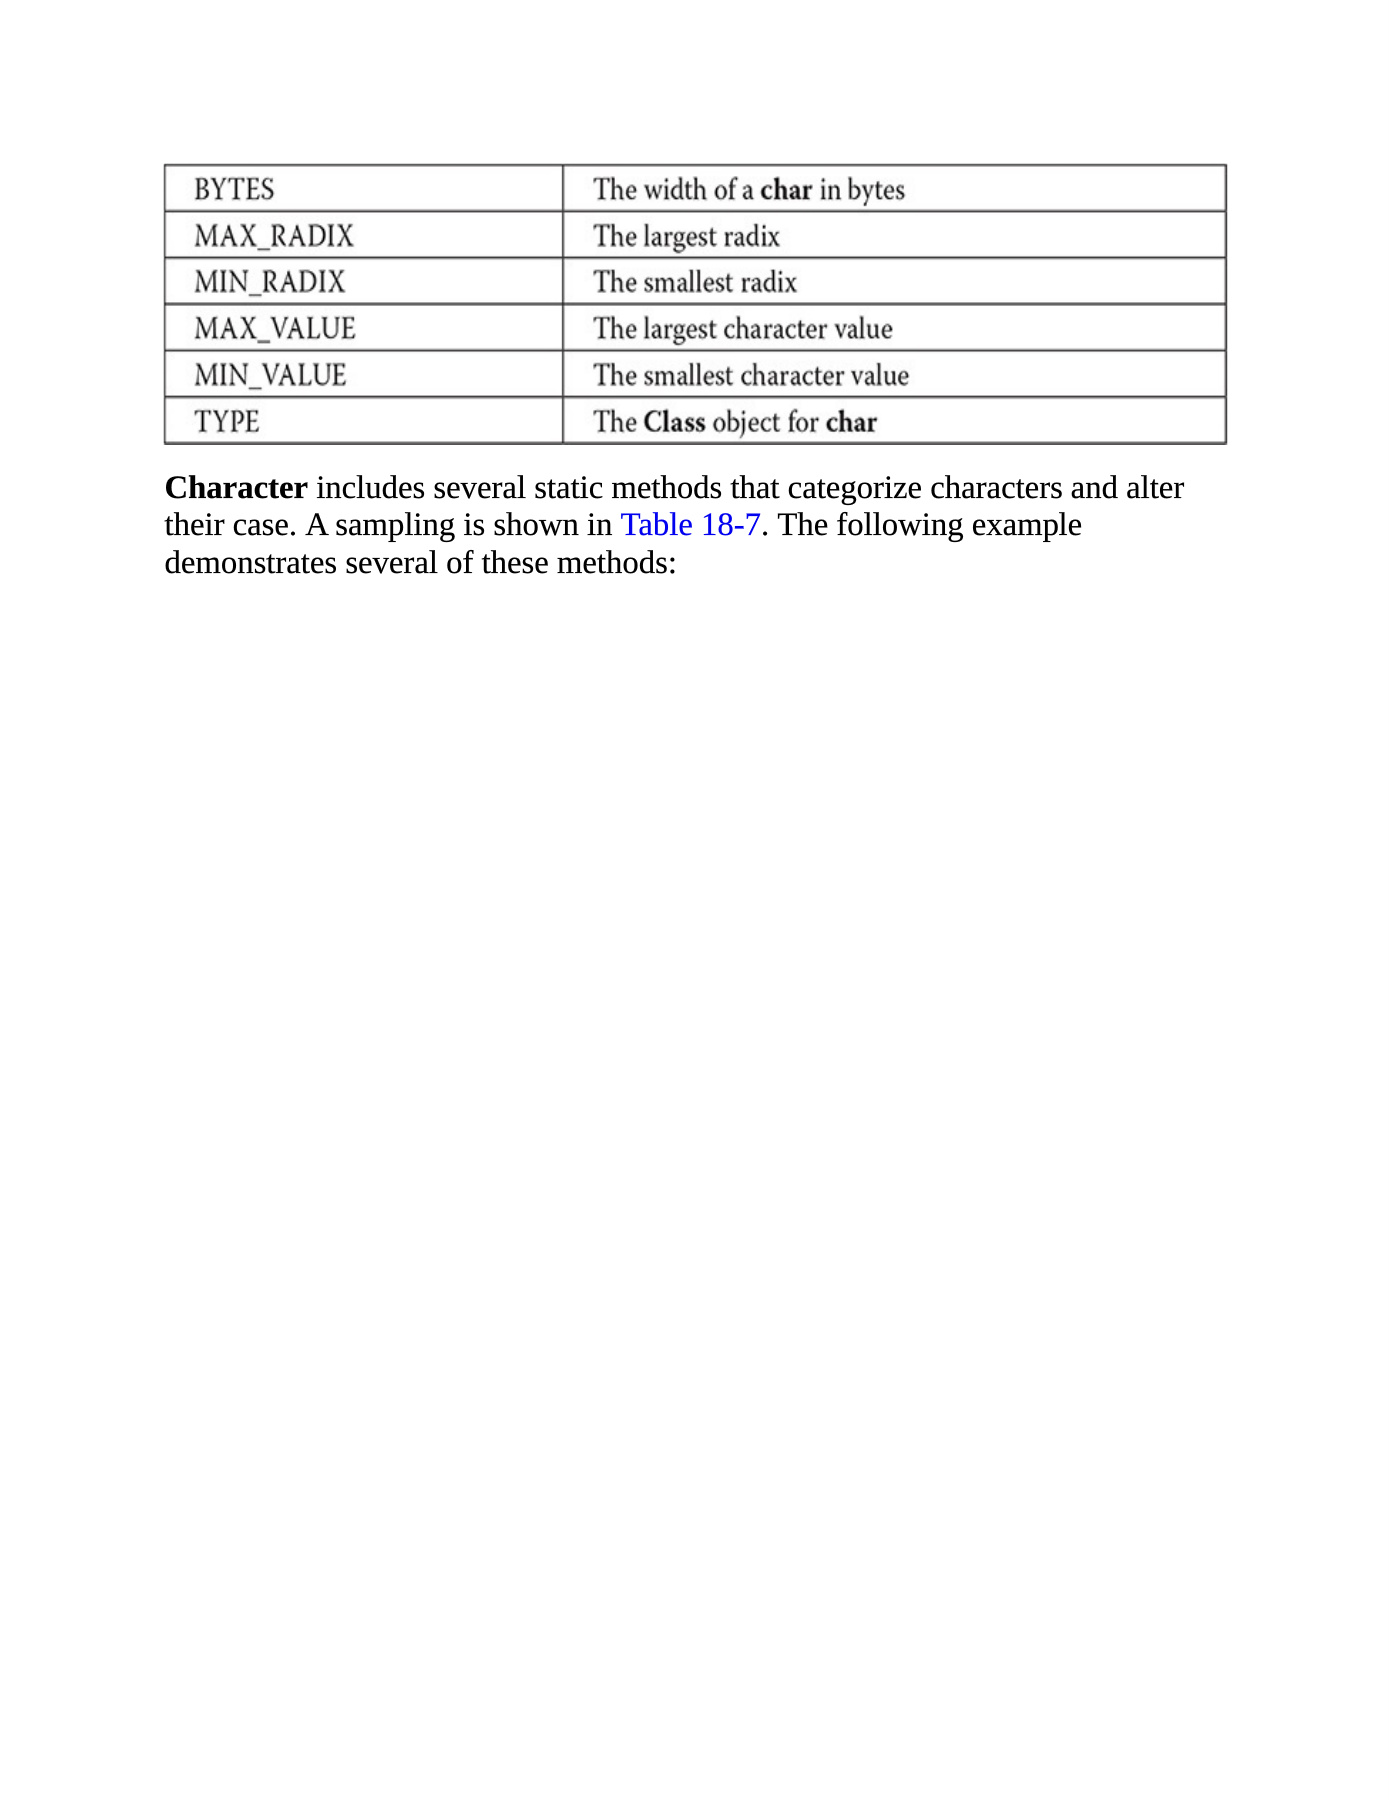 BYTES The width of a char in bytes
MAX_RADIX The largest radix
MIN_RADIX The smallest radix
MAX_VALUE The largest character value
MIN_VALUE The smallest character value
TYPE The Class object for char
Character includes several static methods that categorize characters and alter
their case. A sampling is shown in Table 18-7. The following example
demonstrates several of these methods: